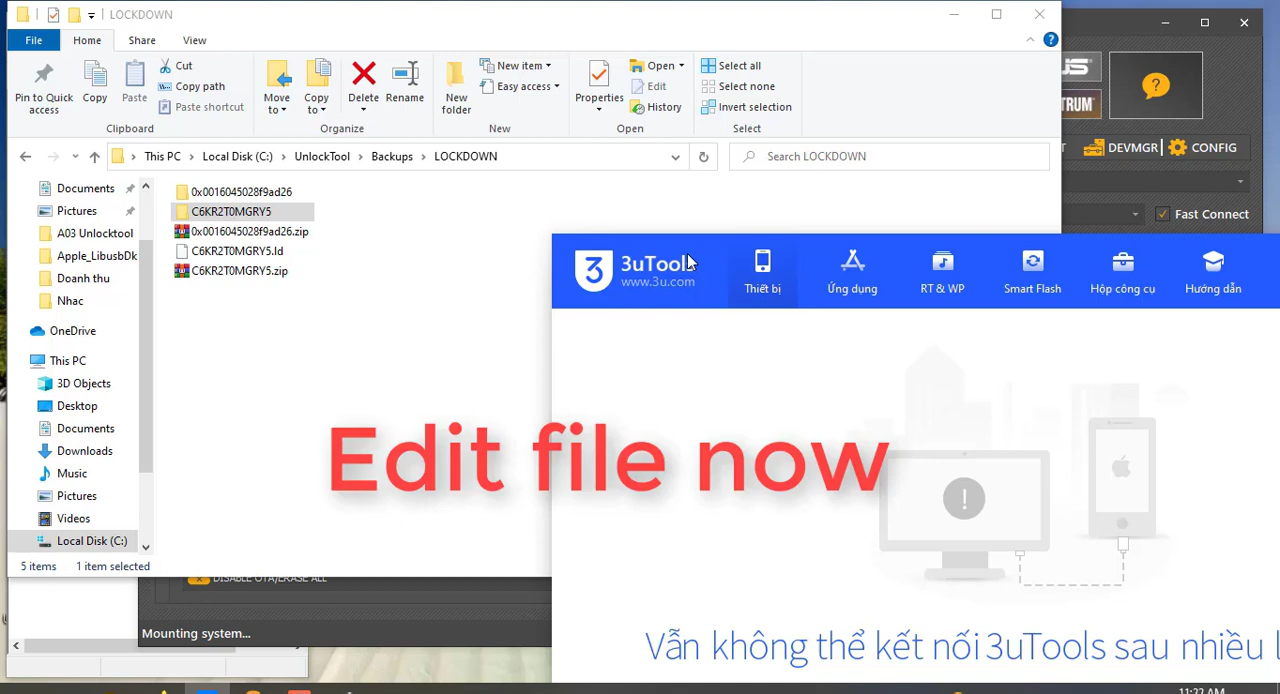 LOCKDOWN
File Home Share View
Pin to Quick access
Copy
Paste
Cut
Copy path
Paste shortcut
Clipboard
Move to
Copy to
Delete
Rename
Organize
New folder
New item
Easy access
New
Properties
Open
Edit
History
Open
Select all
Select none
Invert selection
Select
DEVMGR CONFIG
Fast Connect
This PC Local Disk (C:) UnlockTool Backups LOCKDOWN
Search LOCKDOWN
Documents
Pictures
A03 Unlocktool
Apple_LibusbDk
Doanh thu
Nhac
OneDrive
This PC
3D Objects
Desktop
Documents
Downloads
Music
Pictures
Videos
Local Disk (C:)
0x0016045028f9ad26
C6KR2T0MGRY5
0x0016045028f9ad26.zip
C6KR2T0MGRY5.ld
C6KR2T0MGRY5.zip
5 items 1 item selected
3 3uTools
www.3u.com
Thiết bị
Ứng dụng
RT & WP
Smart Flash
Hộp công cụ
Hướng dẫn
Edit file now
DISABLE OTA/ERASE ALL
Mounting system...
Vẫn không thể kết nối 3uTools sau nhiều
11:22 AM